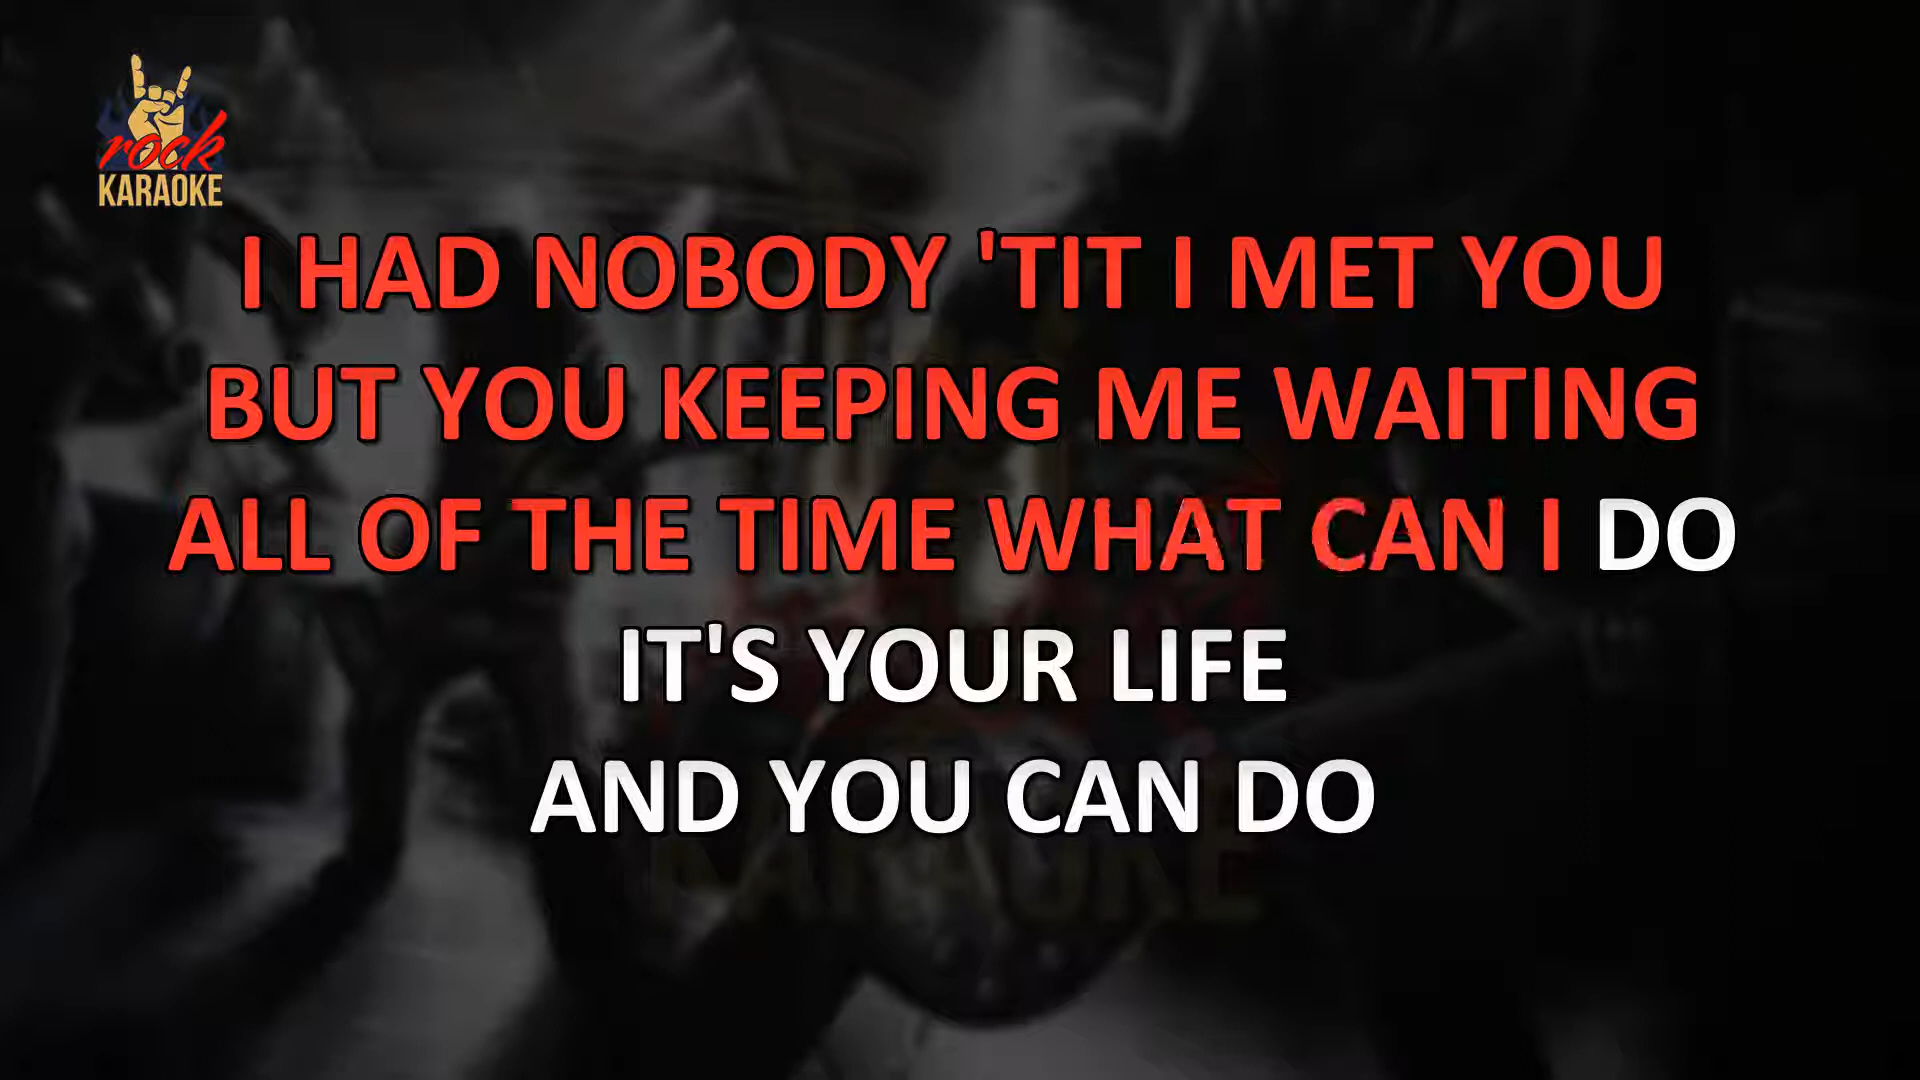 rock
KARAOKE
I HAD NOBODY 'TIT I MET YOU
BUT YOU KEEPING ME WAITING
ALL OF THE TIME WHAT CAN I DO
IT'S YOUR LIFE
AND YOU CAN DO
KARAOKE